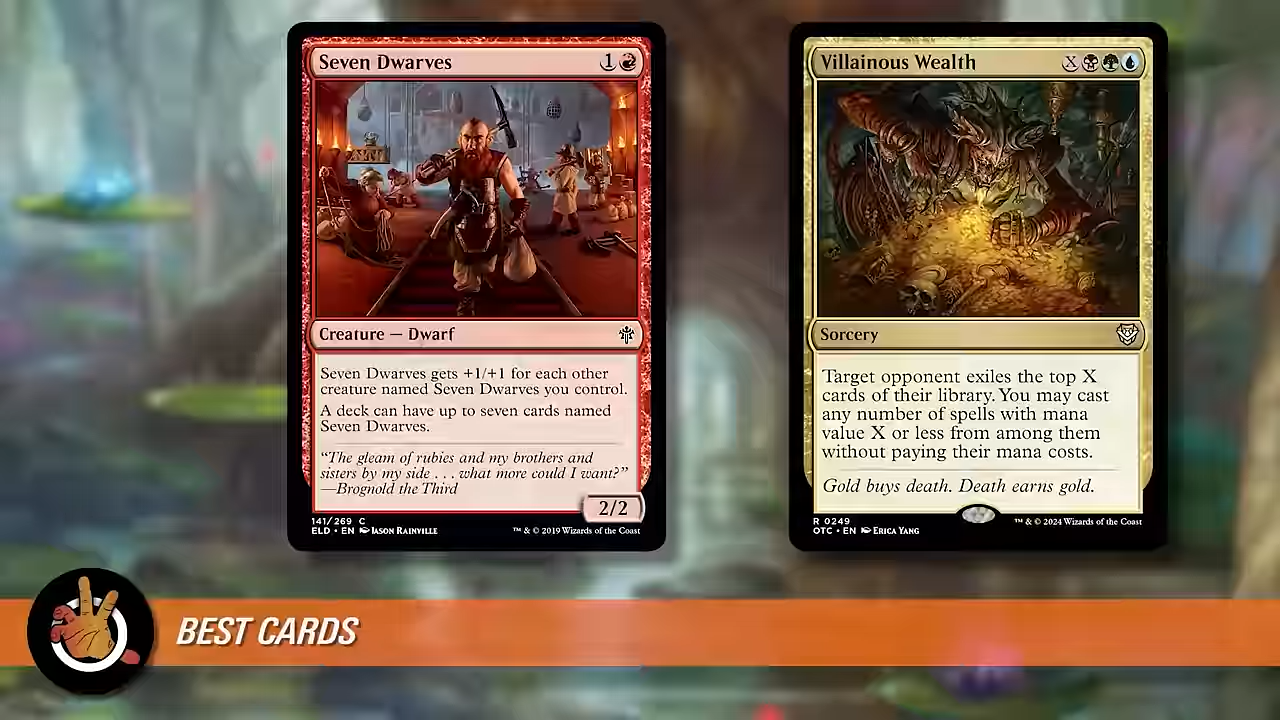 Seven Dwarves
1
Creature — Dwarf
Seven Dwarves gets +1/+1 for each other
creature named Seven Dwarves you control.
A deck can have up to seven cards named
Seven Dwarves.
“The gleam of rubies and my brothers and
sisters by my side . . . what more could I want?”
—Brognold the Third
2/2
141/269 C
ELD • EN Jason Rainville
™ & © 2019 Wizards of the Coast
Villainous Wealth
X
Sorcery
Target opponent exiles the top X
cards of their library. You may cast
any number of spells with mana
value X or less from among them
without paying their mana costs.
Gold buys death. Death earns gold.
R 0249
OTC • EN Erica Yang
™ & © 2024 Wizards of the Coast
BEST CARDS